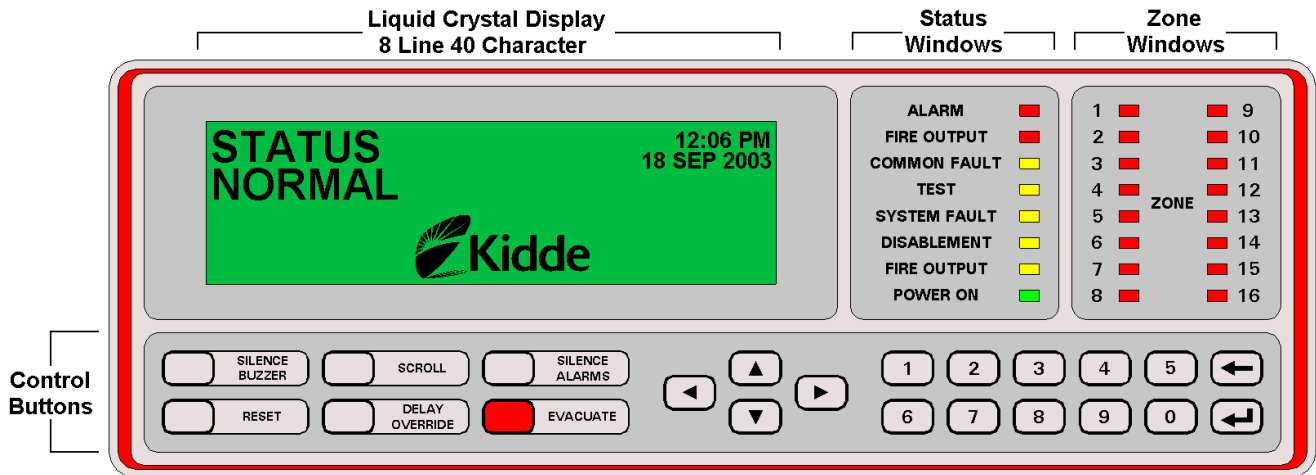 Liquid Crystal Display
8 Line 40 Character
Status
Windows
Zone
Windows
STATUS
NORMAL
12:06 PM
18 SEP 2003
Kidde
ALARM
FIRE OUTPUT
COMMON FAULT
TEST
SYSTEM FAULT
DISABLEMENT
FIRE OUTPUT
POWER ON
1 9
2 10
3 11
4 12
ZONE
5 13
6 14
7 15
8 16
Control
Buttons
SILENCE
BUZZER
SCROLL
SILENCE
ALARMS
RESET
DELAY
OVERRIDE
EVACUATE
1 2 3 4 5
6 7 8 9 0